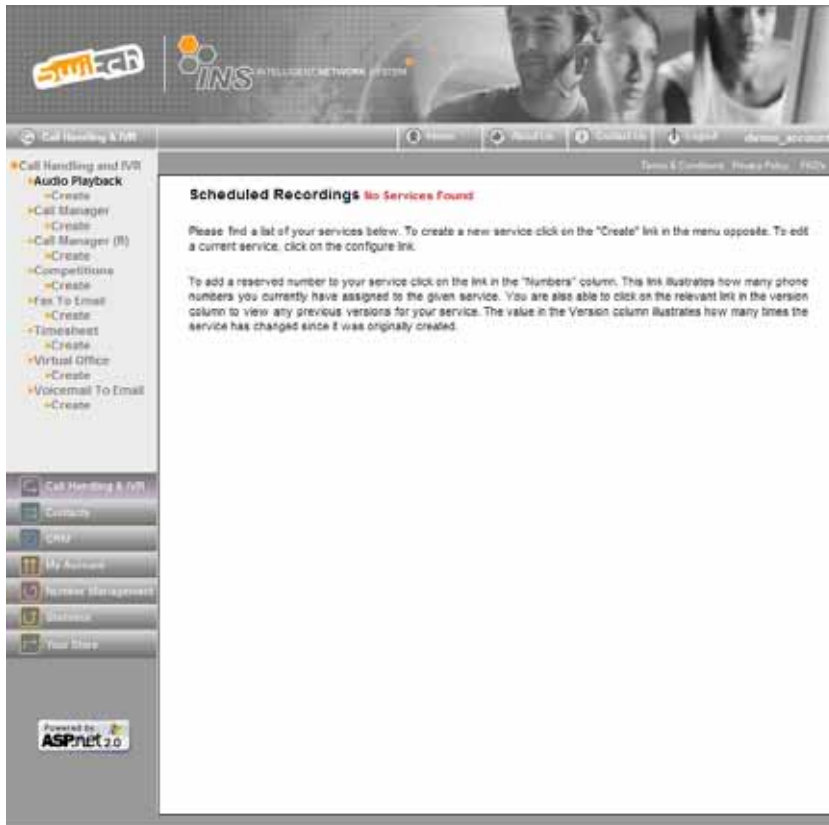 switch
INS INTELLIGENT NETWORK SYSTEM
Call Handling & IVR
Home
About Us
Contact Us
Logout
demo_account
Terms & Conditions Privacy Policy FAQ's
Call Handling and IVR
Audio Playback
Create
Call Manager
Create
Call Manager (R)
Create
Competitions
Create
Fax To Email
Create
Timesheet
Create
Virtual Office
Create
Voicemail To Email
Create
Scheduled Recordings No Services Found
Please find a list of your services below. To create a new service click on the "Create" link in the menu opposite. To edit
a current service, click on the configure link.
To add a reserved number to your service click on the link in the "Numbers" column. This link illustrates how many phone
numbers you currently have assigned to the given service. You are also able to click on the relevant link in the version
column to view any previous versions for your service. The value in the Version column illustrates how many times the
service has changed since it was originally created.
Call Handling & IVR
Contacts
CRM
My Account
Number Management
Statistics
Your Store
Powered by
ASP.net 2.0